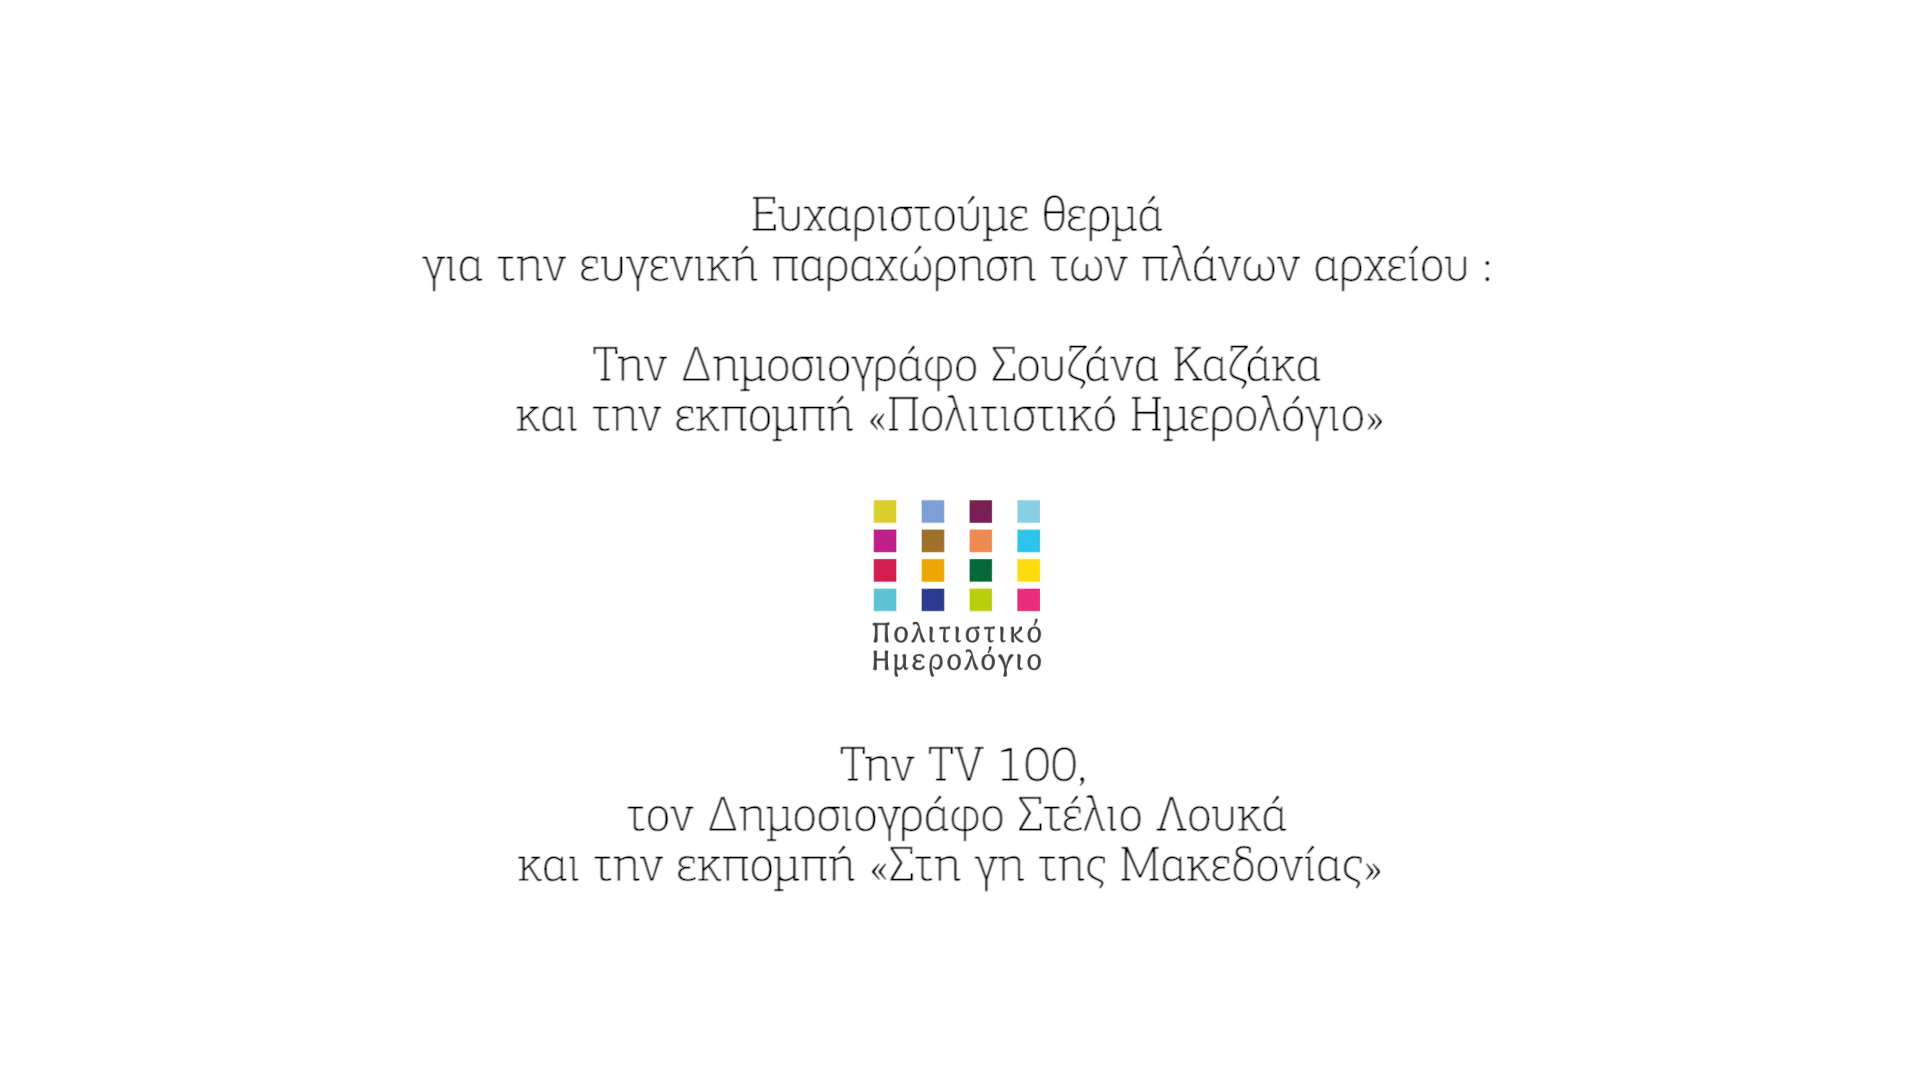 Ευχαριστούμε θερμά
για την ευγενική παραχώρηση των πλάνων αρχείου :
Την Δημοσιογράφο Σουζάνα Καζάκα
και την εκπομπή «Πολιτιστικό Ημερολόγιο»
Πολιτιστικό
Ημερολόγιο
Την TV 100,
τον Δημοσιογράφο Στέλιο Λουκά
και την εκπομπή «Στη γη της Μακεδονίας»